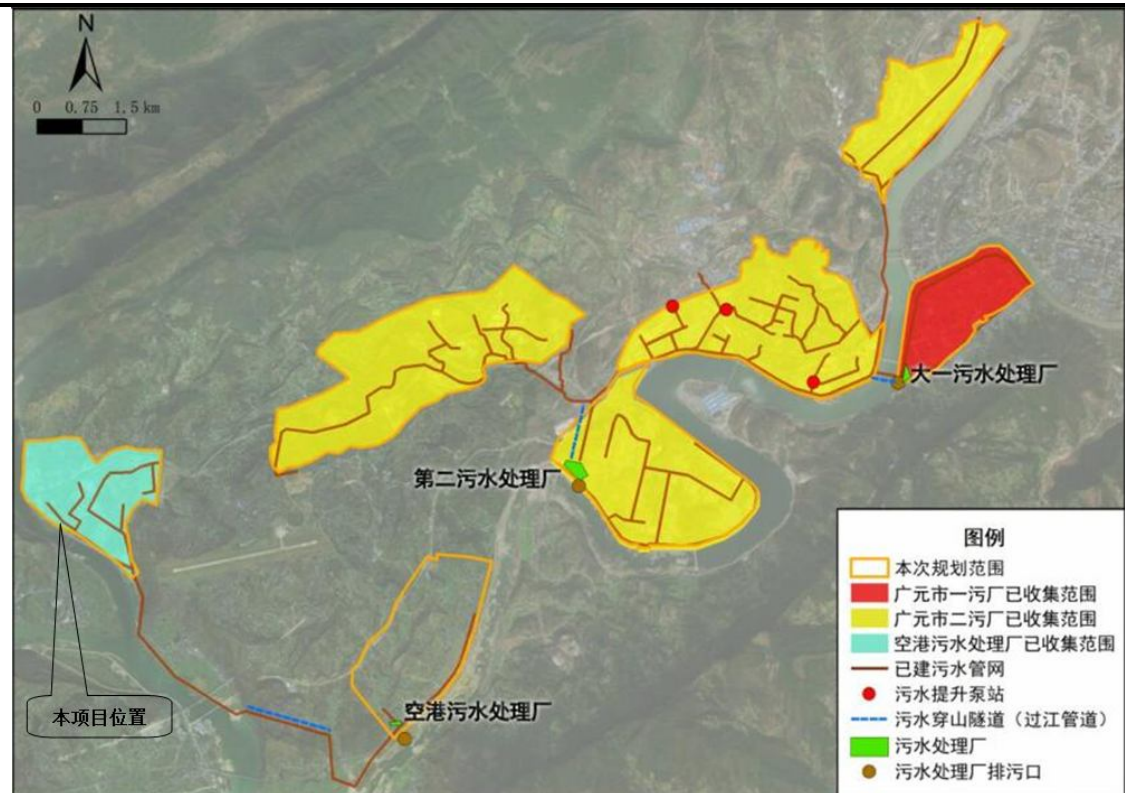 N
0 0.75 1.5 km
大一污水处理厂
第二污水处理厂
空港污水处理厂
本项目位置
图例
本次规划范围
广元市一污厂已收集范围
广元市二污厂已收集范围
空港污水处理厂已收集范围
已建污水管网
污水提升泵站
污水穿山隧道（过江管道）
污水处理厂
污水处理厂排污口